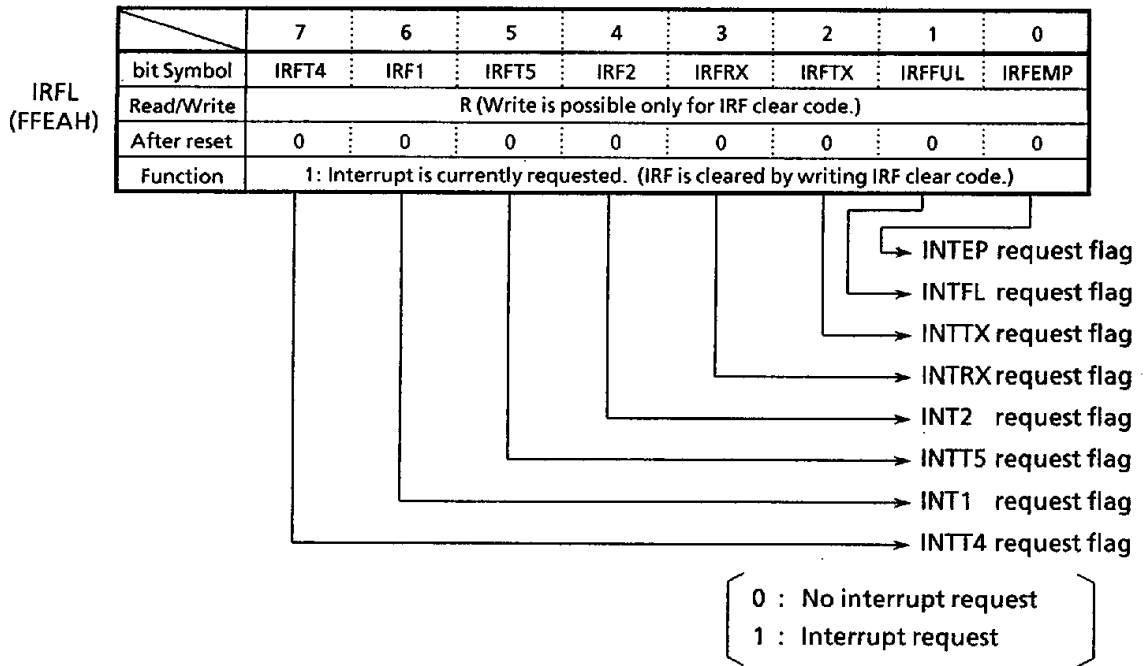 7 6 5 4 3 2 1 0
IRFL
(FFEAH)
bit Symbol IRFT4 IRF1 IRFT5 IRF2 IRFRX IRFTX IRFFUL IRFEMP
Read/Write R (Write is possible only for IRF clear code.)
After reset 0 0 0 0 0 0 0 0
Function 1: Interrupt is currently requested. (IRF is cleared by writing IRF clear code.)
INTEP request flag
INTFL request flag
INTTX request flag
INTRX request flag
INT2 request flag
INTT5 request flag
INT1 request flag
INTT4 request flag
0 : No interrupt request
1 : Interrupt request